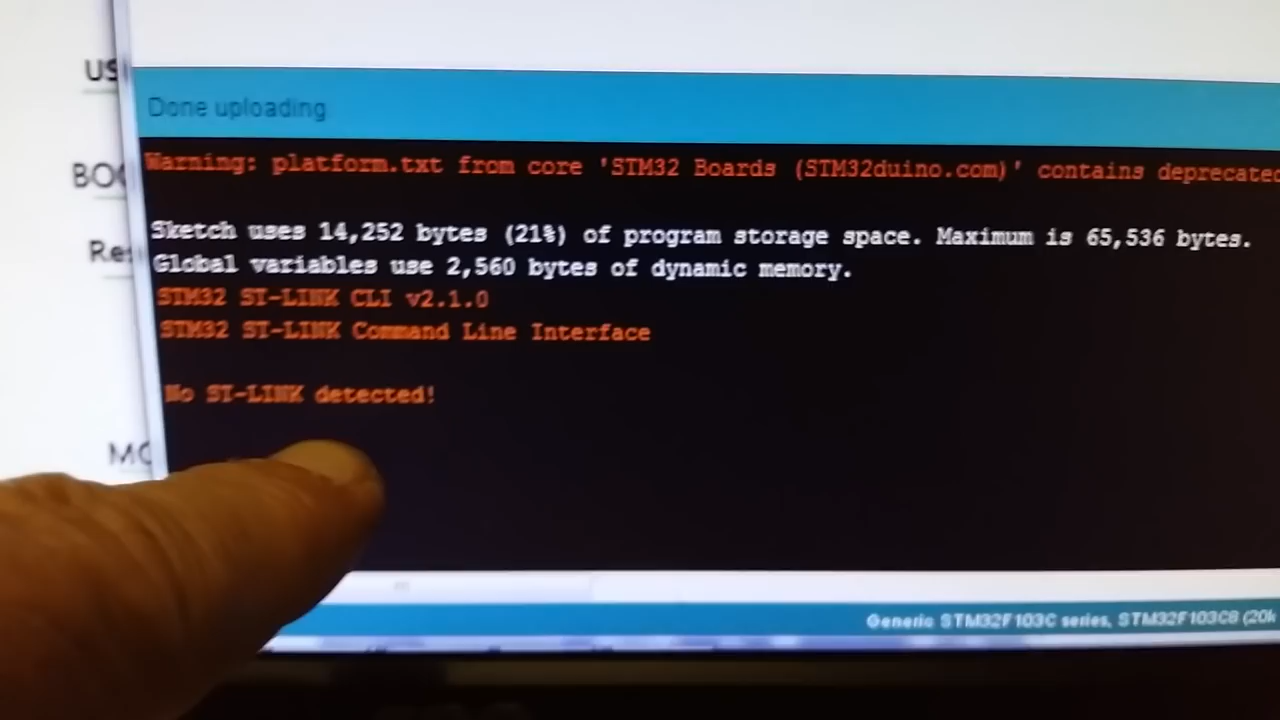 US
Done uploading
BOO
Warning: platform.txt from core 'STM32 Boards (STM32duino.com)' contains deprecated
Res
Sketch uses 14,252 bytes (21%) of program storage space. Maximum is 65,536 bytes.
Global variables use 2,560 bytes of dynamic memory.
STM32 ST-LINK CLI v2.1.0
STM32 ST-LINK Command Line Interface
No ST-LINK detected!
Generic STM32F103C series, STM32F103C8 (20k